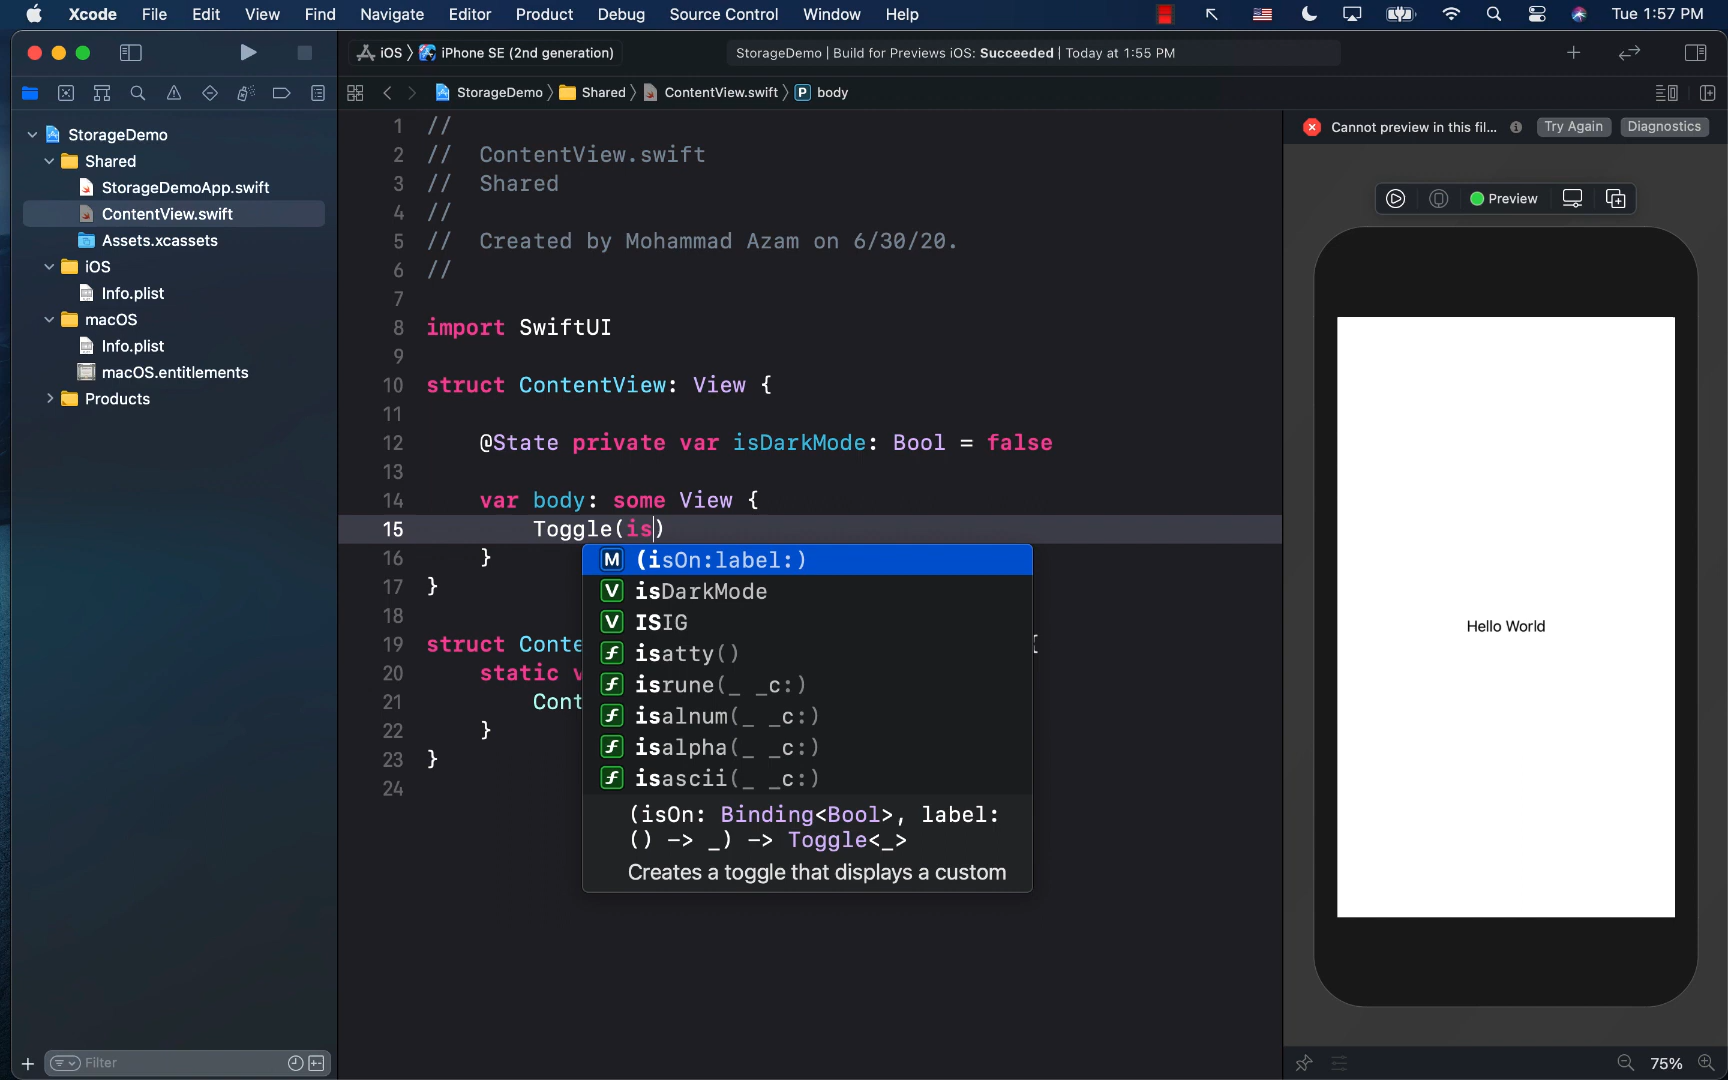 Xcode File Edit View Find Navigate Editor Product Debug Source Control Window Help Tue 1:57 PM
iOS iPhone SE (2nd generation) StorageDemo | Build for Previews iOS: Succeeded | Today at 1:55 PM
StorageDemo Shared ContentView.swift P body
Cannot preview in this fil... Try Again Diagnostics
Preview
StorageDemo
Shared
StorageDemoApp.swift
ContentView.swift
Assets.xcassets
iOS
Info.plist
macOS
Info.plist
macOS.entitlements
Products
Filter
1 //
2 // ContentView.swift
3 // Shared
4 //
5 // Created by Mohammad Azam on 6/30/20.
6 //
7
8 import SwiftUI
9
10 struct ContentView: View {
11
12 @State private var isDarkMode: Bool = false
13
14 var body: some View {
15 Toggle(is)
16 }
17 }
18
19 struct Conte {
20 static v
21 Cont
22 }
23 }
24
M (isOn:label:)
V isDarkMode
V ISIG
f isatty()
f isrune(_ _c:)
f isalnum(_ _c:)
f isalpha(_ _c:)
f isascii(_ _c:)
(isOn: Binding<Bool>, label:
() -> _) -> Toggle<_>
Creates a toggle that displays a custom
Hello World
75%